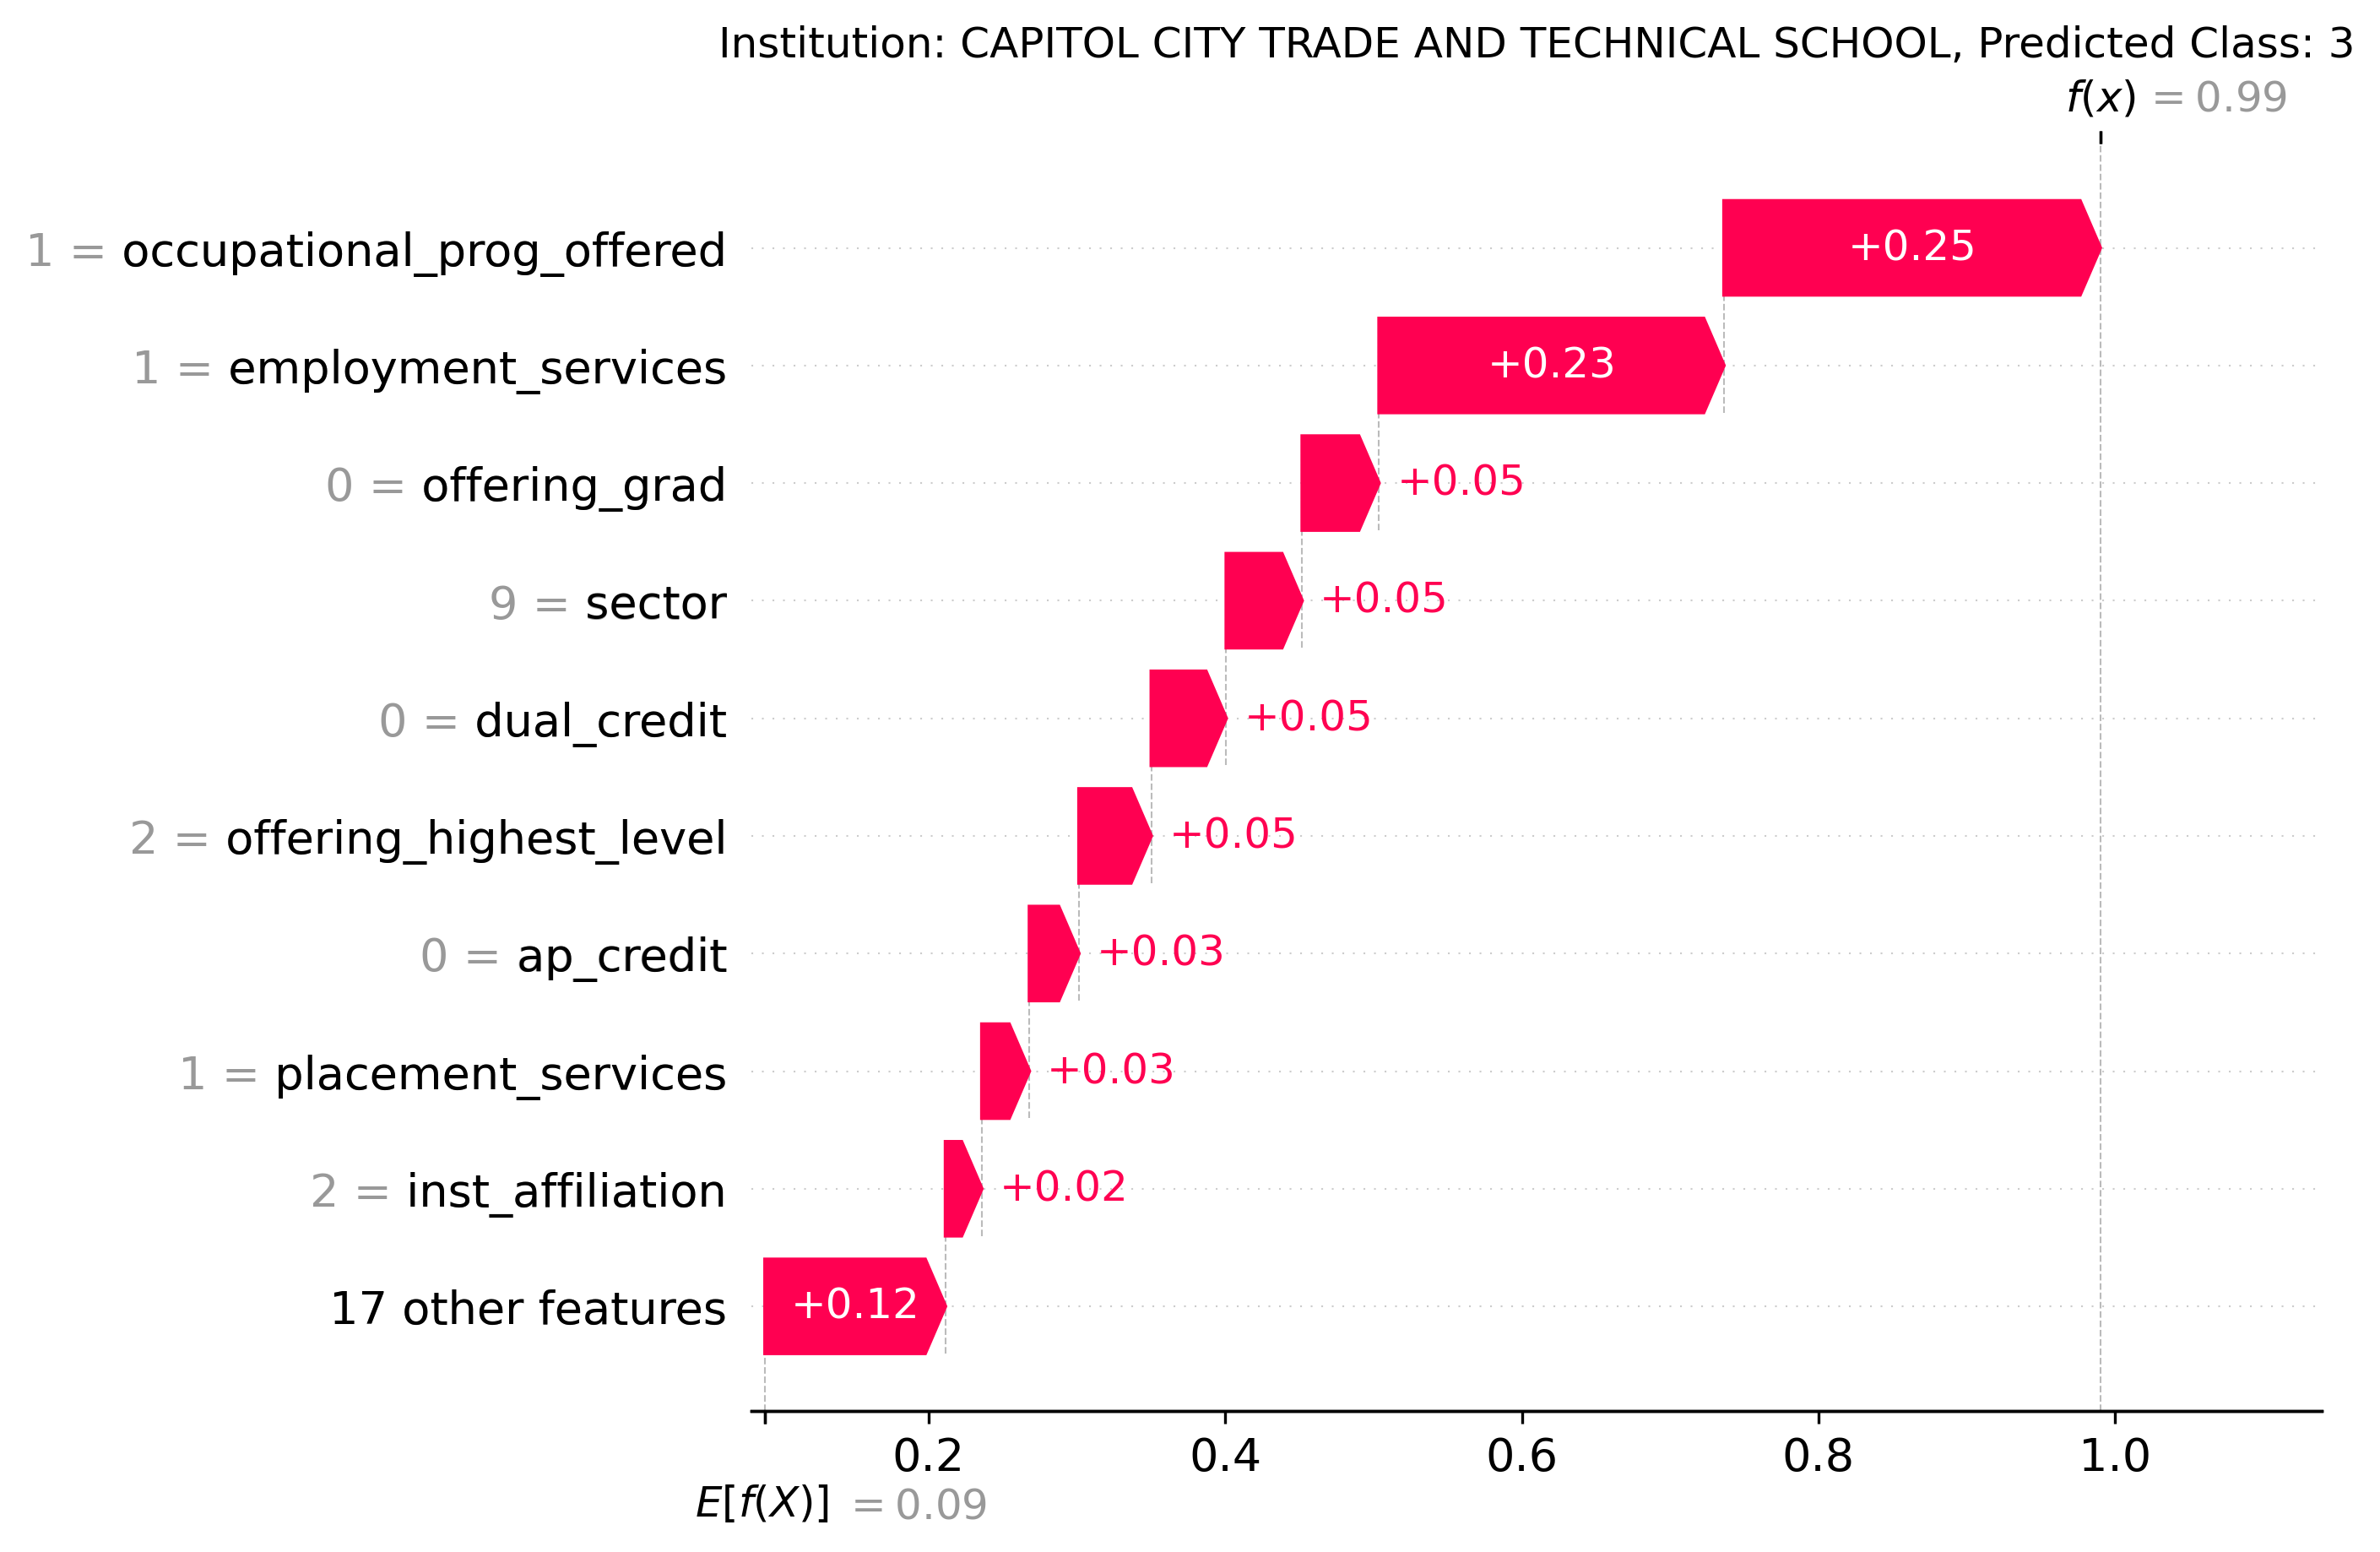 Institution: CAPITOL CITY TRADE AND TECHNICAL SCHOOL, Predicted Class: 3
f(x) = 0.99
1 = occupational_prog_offered +0.25
1 = employment_services +0.23
0 = offering_grad +0.05
9 = sector +0.05
0 = dual_credit +0.05
2 = offering_highest_level +0.05
0 = ap_credit +0.03
1 = placement_services +0.03
2 = inst_affiliation +0.02
17 other features +0.12
0.2 0.4 0.6 0.8 1.0
E[f(X)] = 0.09